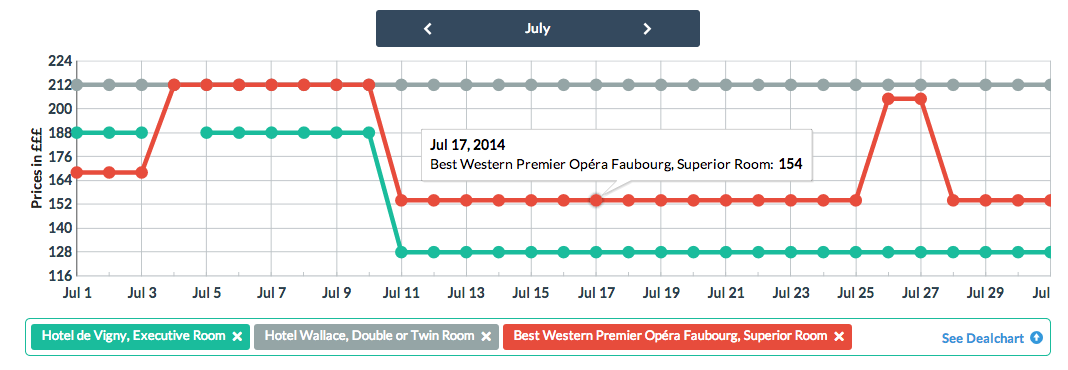 July
224
212
200
188
176
164
152
140
128
116
Prices in £££
Jul 17, 2014
Best Western Premier Opéra Faubourg, Superior Room: 154
Jul 1 Jul 3 Jul 5 Jul 7 Jul 9 Jul 11 Jul 13 Jul 15 Jul 17 Jul 19 Jul 21 Jul 23 Jul 25 Jul 27 Jul 29 Jul
Hotel de Vigny, Executive Room × Hotel Wallace, Double or Twin Room × Best Western Premier Opéra Faubourg, Superior Room × See Dealchart